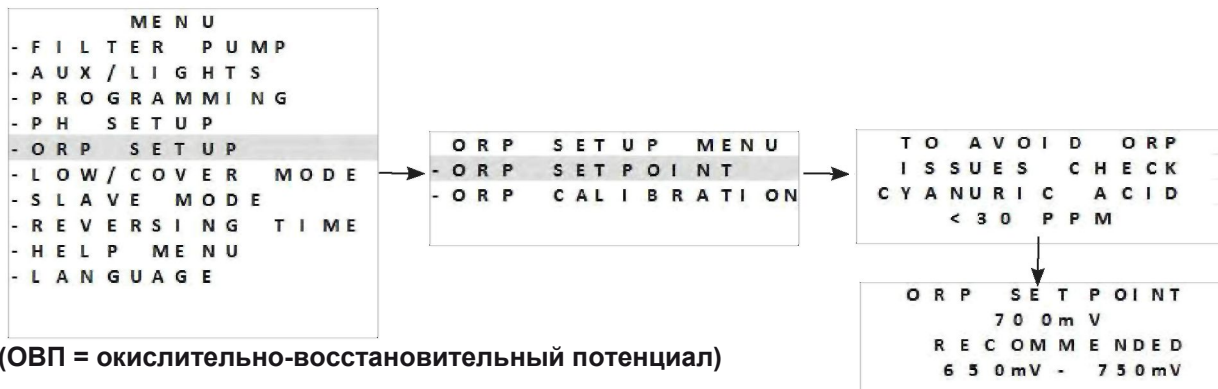 MENU
-FILTER PUMP
-AUX/LIGHTS
-PROGRAMMING
-PH SETUP
-ORP SETUP
-LOW/COVER MODE
-SLAVE MODE
-REVERSING TIME
-HELP MENU
-LANGUAGE
ORP SETUP MENU
-ORP SETPOINT
-ORP CALIBRATION
TO AVOID ORP
ISSUES CHECK
CYANURIC ACID
<30 PPM
ORP SETPOINT
700mV
RECOMMENDED
650mV - 750mV
(ОВП = окислительно-восстановительный потенциал)